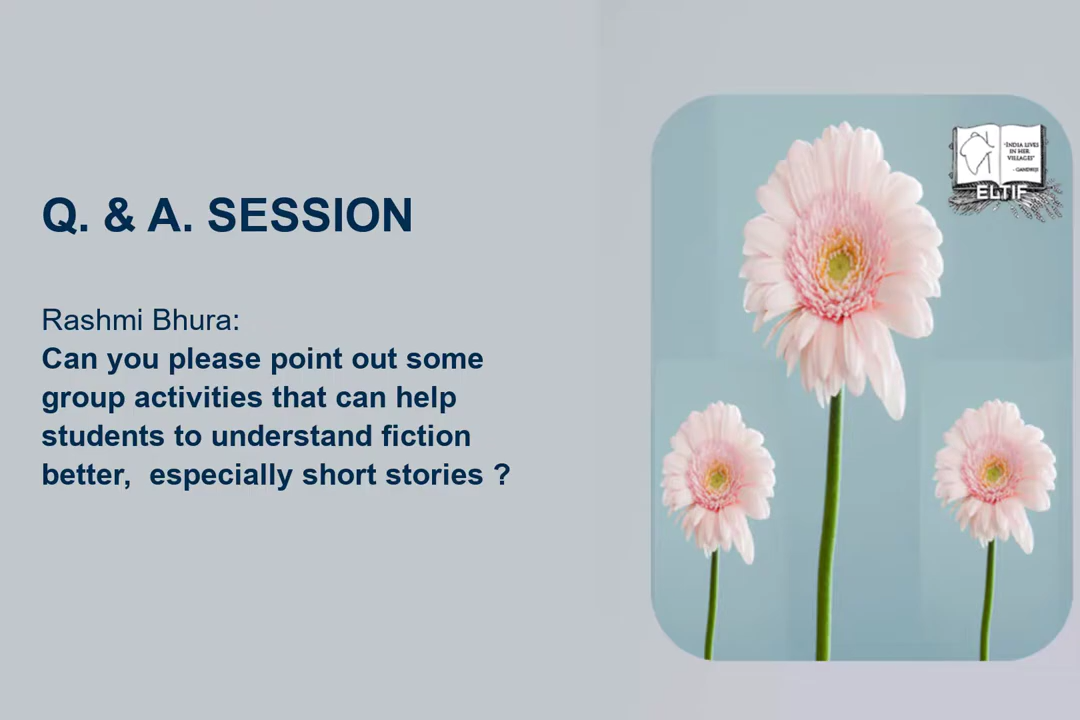 Q. & A. SESSION
Rashmi Bhura:
Can you please point out some
group activities that can help
students to understand fiction
better,  especially short stories ?
"INDIA LIVES
IN HER
VILLAGES"
- GANDHIJI
ELTIF